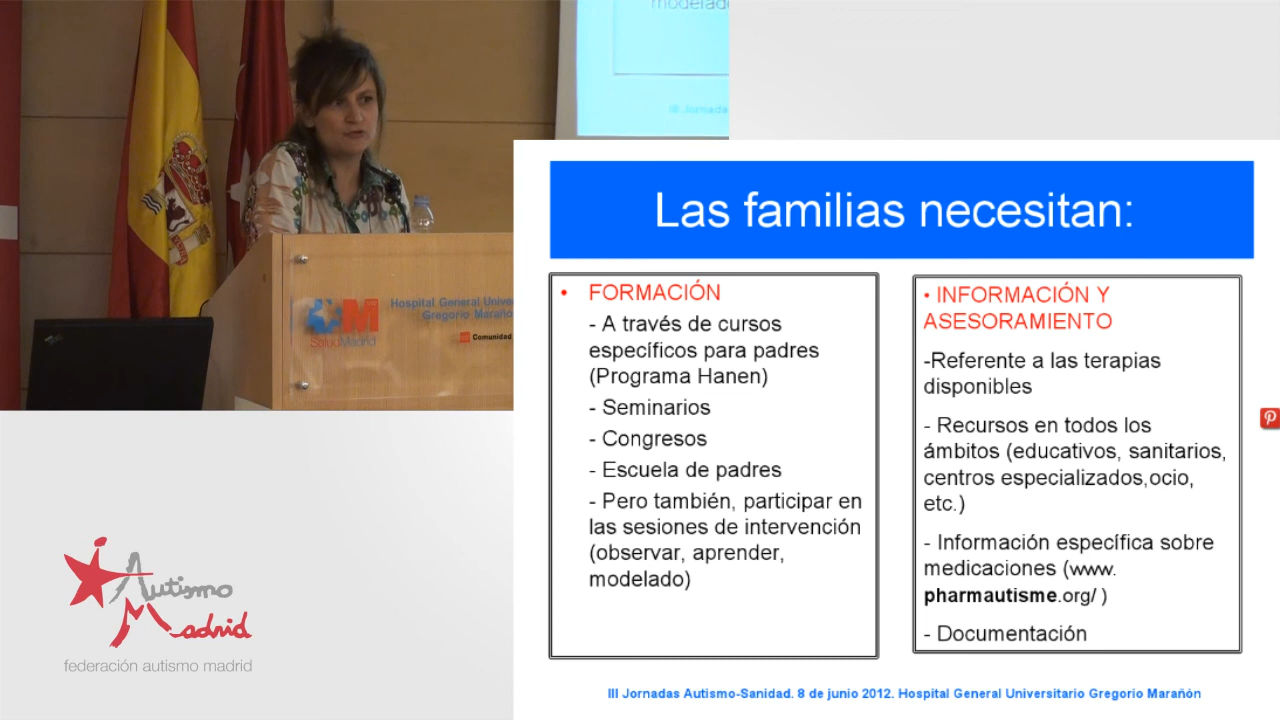 modelado
III Jornadas
Hospital General Unive
Gregorio Maraño
SaludMadrid
Comunidad
Las familias necesitan:
• FORMACIÓN
- A través de cursos
específicos para padres
(Programa Hanen)
- Seminarios
- Congresos
- Escuela de padres
- Pero también, participar en
las sesiones de intervención
(observar, aprender,
modelado)
• INFORMACIÓN Y
ASESORAMIENTO
-Referente a las terapias
disponibles
- Recursos en todos los
ámbitos (educativos, sanitarios,
centros especializados,ocio,
etc.)
- Información específica sobre
medicaciones (www.
pharmautisme.org/ )
- Documentación
III Jornadas Autismo-Sanidad. 8 de junio 2012. Hospital General Universitario Gregorio Marañón
Autismo
Madrid
federación autismo madrid